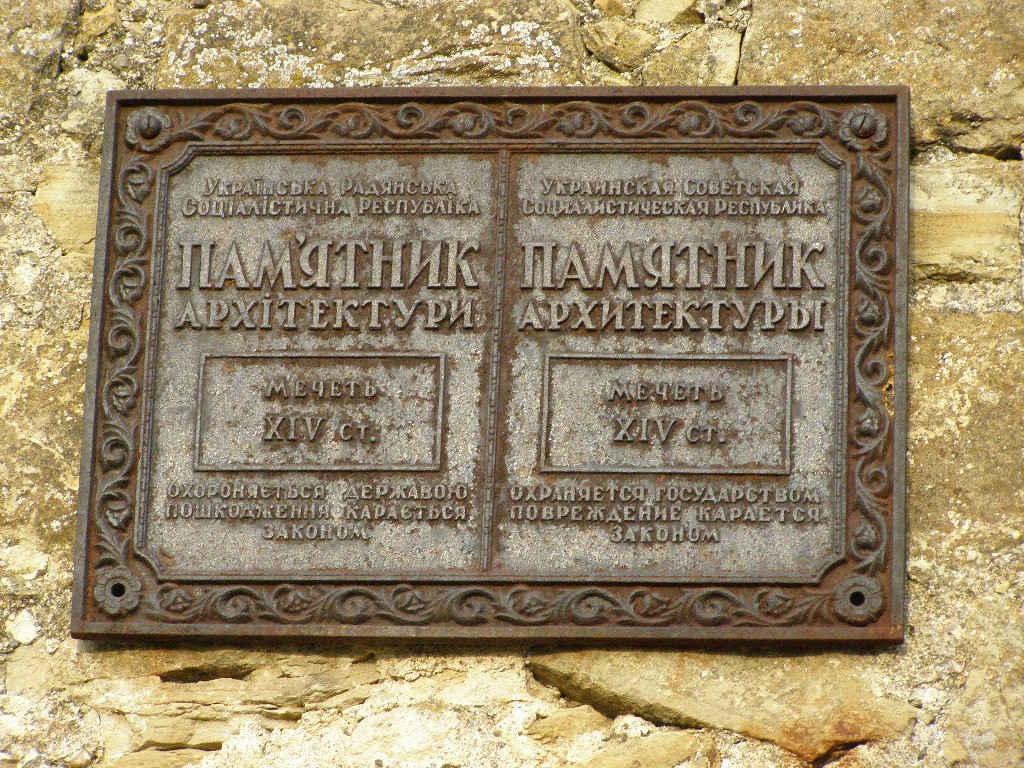 Українська Радянська
Соціалістична Республіка
ПАМ'ЯТНИК
АРХІТЕКТУРИ
Мечеть
XIV ст.
ОХОРОНЯЄТЬСЯ ДЕРЖАВОЮ
ПОШКОДЖЕННЯ КАРАЄТЬСЯ
ЗАКОНОМ
Украинская Советская
Социалистическая Республика
ПАМЯТНИК
АРХИТЕКТУРЫ
Мечеть
XIV ст.
ОХРАНЯЕТСЯ ГОСУДАРСТВОМ
ПОВРЕЖДЕНИЕ КАРАЕТСЯ
ЗАКОНОМ